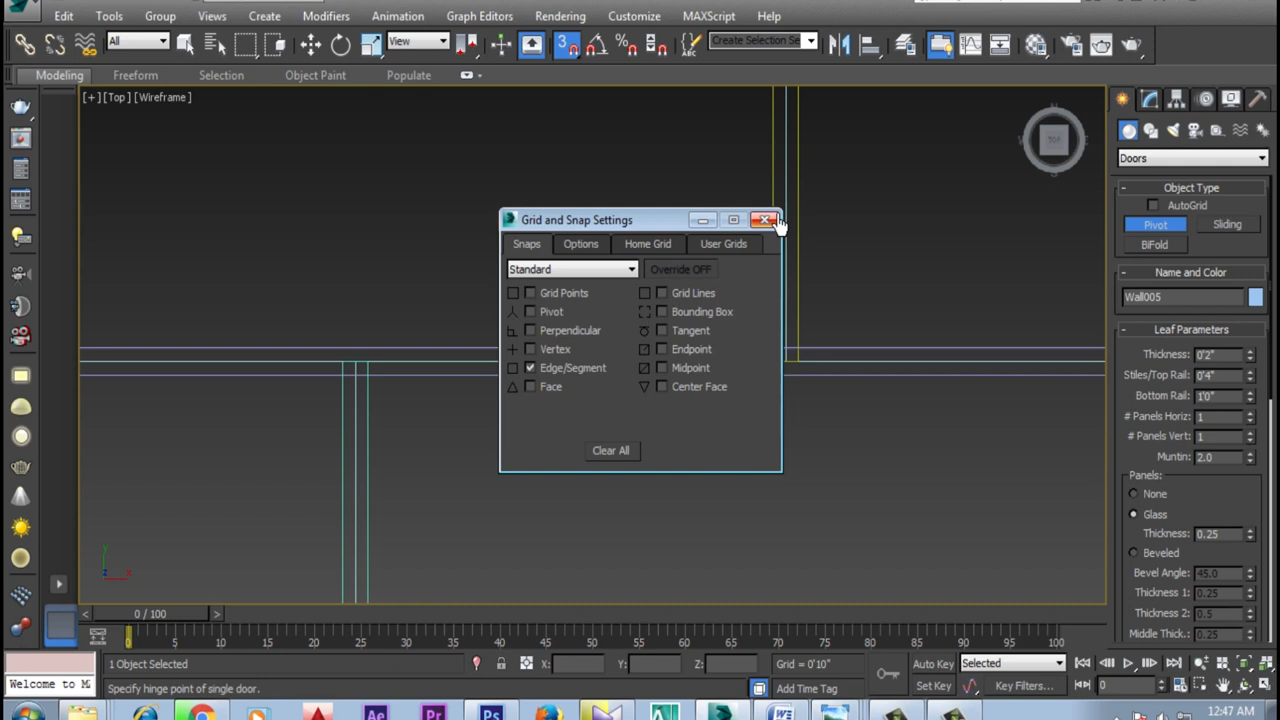 Edit Tools Group Views Create Modifiers Animation Graph Editors Rendering Customize MAXScript Help
All View 3 % ABC Create Selection Se
Modeling Freeform Selection Object Paint Populate
[+] [Top] [Wireframe]
TOP
Doors
Object Type
AutoGrid
Pivot Sliding
BiFold
Name and Color
Wall005
Leaf Parameters
Thickness: 0'2"
Stiles/Top Rail: 0'4"
Bottom Rail: 1'0"
# Panels Horiz: 1
# Panels Vert: 1
Muntin: 2.0
Panels:
None
Glass
Thickness: 0.25
Beveled
Bevel Angle: 45.0
Thickness 1: 0.25
Thickness 2: 0.5
Middle Thick.: 0.25
Grid and Snap Settings
Snaps Options Home Grid User Grids
Standard Override OFF
Grid Points Grid Lines
Pivot Bounding Box
Perpendicular Tangent
Vertex Endpoint
Edge/Segment Midpoint
Face Center Face
Clear All
y
z x
< 0 / 100 >
0 5 10 15 20 25 30 35 40 45 50 55 60 65 70 75 80 85 90 95 100
1 Object Selected X: Y: Z: Grid = 0'10" Auto Key Selected
Welcome to M Specify hinge point of single door. Add Time Tag Set Key Key Filters... 0
Ae Pr Ps W 12:47 AM